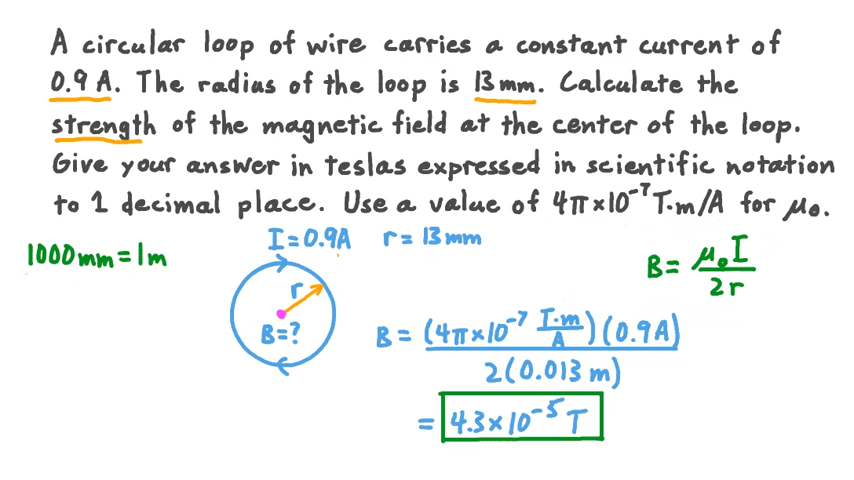 A circular loop of wire carries a constant current of
0.9 A. The radius of the loop is 13 mm. Calculate the
strength of the magnetic field at the center of the loop.
Give your answer in teslas expressed in scientific notation
to 1 decimal place. Use a value of 4π×10⁻⁷ T·m/A for μ₀.
1000 mm = 1 m
I = 0.9A r = 13 mm
B = μ₀I / 2r
r
B = ?
B = (4π×10⁻⁷ T·m/A)(0.9 A) / 2(0.013 m)
= 4.3×10⁻⁵ T